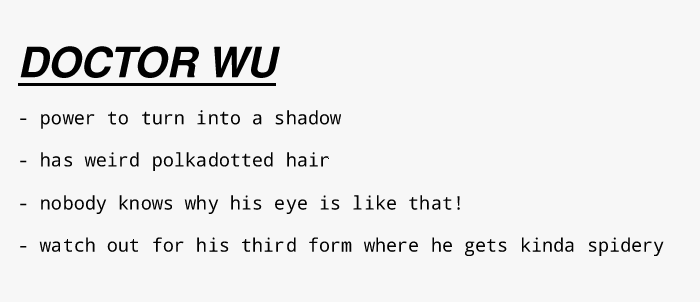 DOCTOR WU
- power to turn into a shadow
- has weird polkadotted hair
- nobody knows why his eye is like that!
- watch out for his third form where he gets kinda spidery